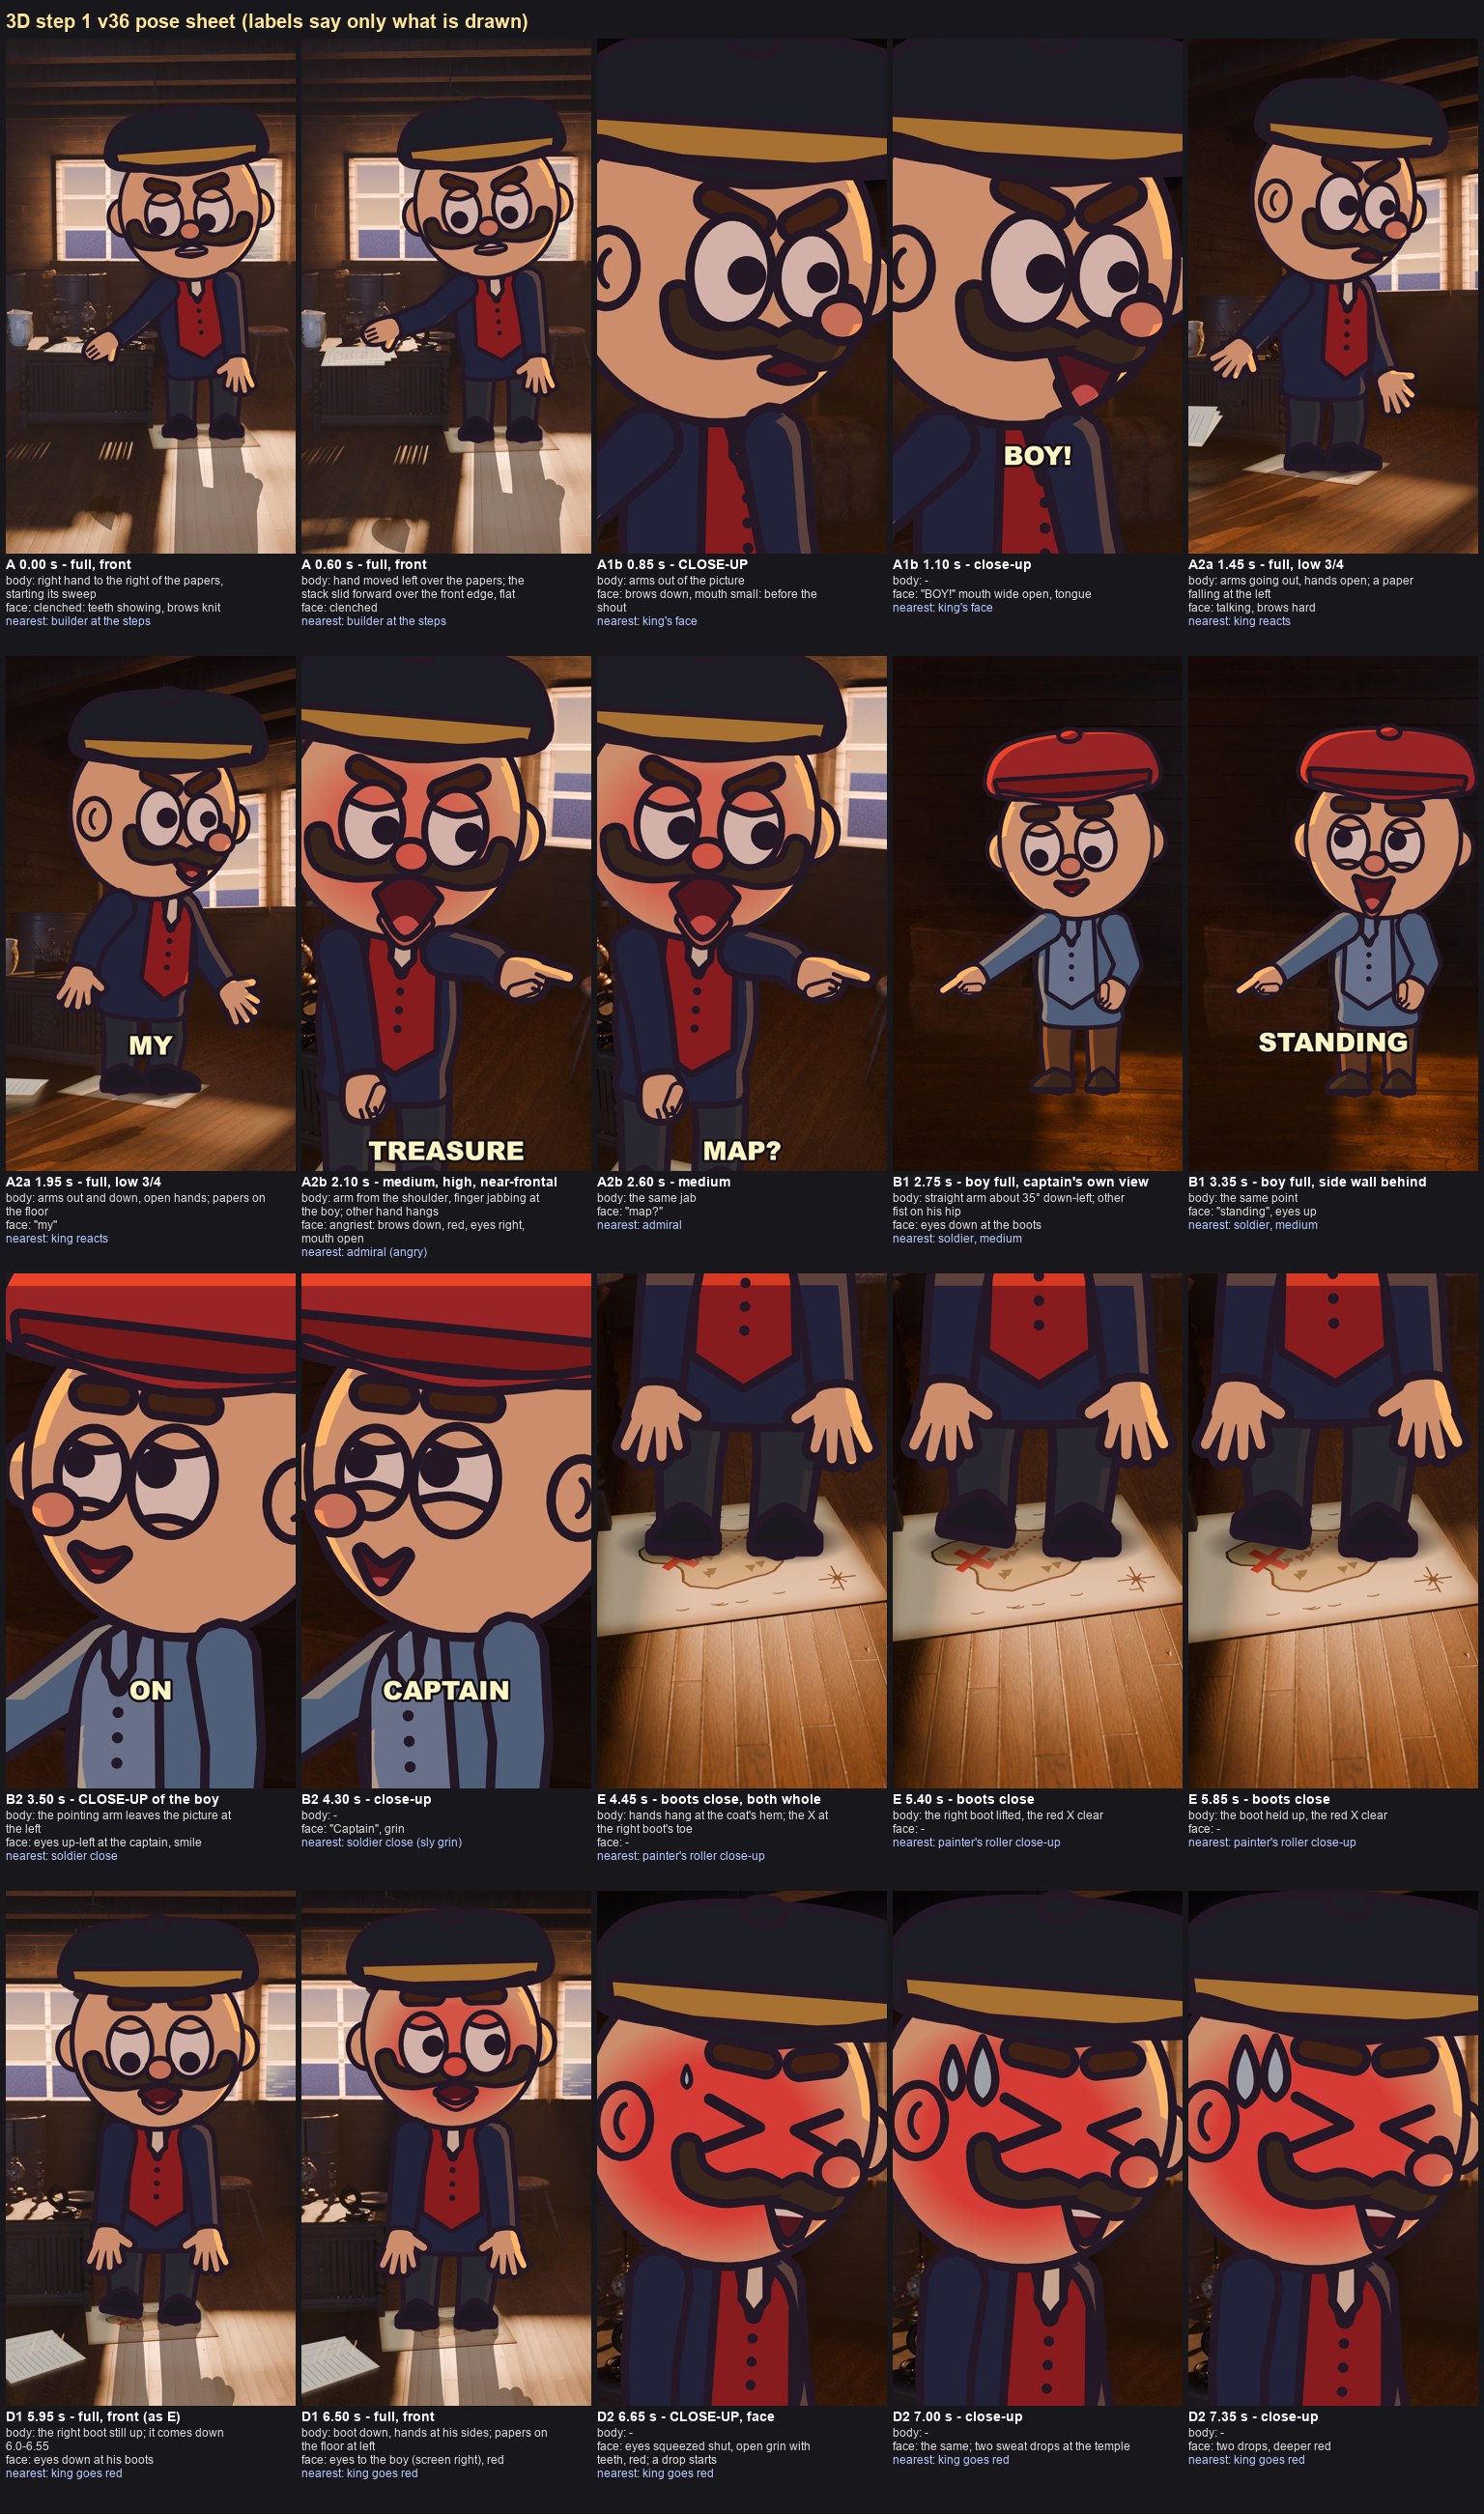 3D step 1 v36 pose sheet (labels say only what is drawn)
BOY!
A 0.00 s - full, front
body: right hand to the right of the papers,
starting its sweep
face: clenched: teeth showing, brows knit
nearest: builder at the steps
A 0.60 s - full, front
body: hand moved left over the papers; the
stack slid forward over the front edge, flat
face: clenched
nearest: builder at the steps
A1b 0.85 s - CLOSE-UP
body: arms out of the picture
face: brows down, mouth small: before the
shout
nearest: king's face
A1b 1.10 s - close-up
body: -
face: "BOY!" mouth wide open, tongue
nearest: king's face
A2a 1.45 s - full, low 3/4
body: arms going out, hands open; a paper
falling at the left
face: talking, brows hard
nearest: king reacts
MY
TREASURE
MAP?
STANDING
A2a 1.95 s - full, low 3/4
body: arms out and down, open hands; papers on
the floor
face: "my"
nearest: king reacts
A2b 2.10 s - medium, high, near-frontal
body: arm from the shoulder, finger jabbing at
the boy; other hand hangs
face: angriest: brows down, red, eyes right,
mouth open
nearest: admiral (angry)
A2b 2.60 s - medium
body: the same jab
face: "map?"
nearest: admiral
B1 2.75 s - boy full, captain's own view
body: straight arm about 35° down-left; other
fist on his hip
face: eyes down at the boots
nearest: soldier, medium
B1 3.35 s - boy full, side wall behind
body: the same point
face: "standing", eyes up
nearest: soldier, medium
ON
CAPTAIN
B2 3.50 s - CLOSE-UP of the boy
body: the pointing arm leaves the picture at
the left
face: eyes up-left at the captain, smile
nearest: soldier close
B2 4.30 s - close-up
body: -
face: "Captain", grin
nearest: soldier close (sly grin)
E 4.45 s - boots close, both whole
body: hands hang at the coat's hem; the X at
the right boot's toe
face: -
nearest: painter's roller close-up
E 5.40 s - boots close
body: the right boot lifted, the red X clear
face: -
nearest: painter's roller close-up
E 5.85 s - boots close
body: the boot held up, the red X clear
face: -
nearest: painter's roller close-up
D1 5.95 s - full, front (as E)
body: the right boot still up; it comes down
6.0-6.55
face: eyes down at his boots
nearest: king goes red
D1 6.50 s - full, front
body: boot down, hands at his sides; papers on
the floor at left
face: eyes to the boy (screen right), red
nearest: king goes red
D2 6.65 s - CLOSE-UP, face
body: -
face: eyes squeezed shut, open grin with
teeth, red; a drop starts
nearest: king goes red
D2 7.00 s - close-up
body: -
face: the same; two sweat drops at the temple
nearest: king goes red
D2 7.35 s - close-up
body: -
face: two drops, deeper red
nearest: king goes red